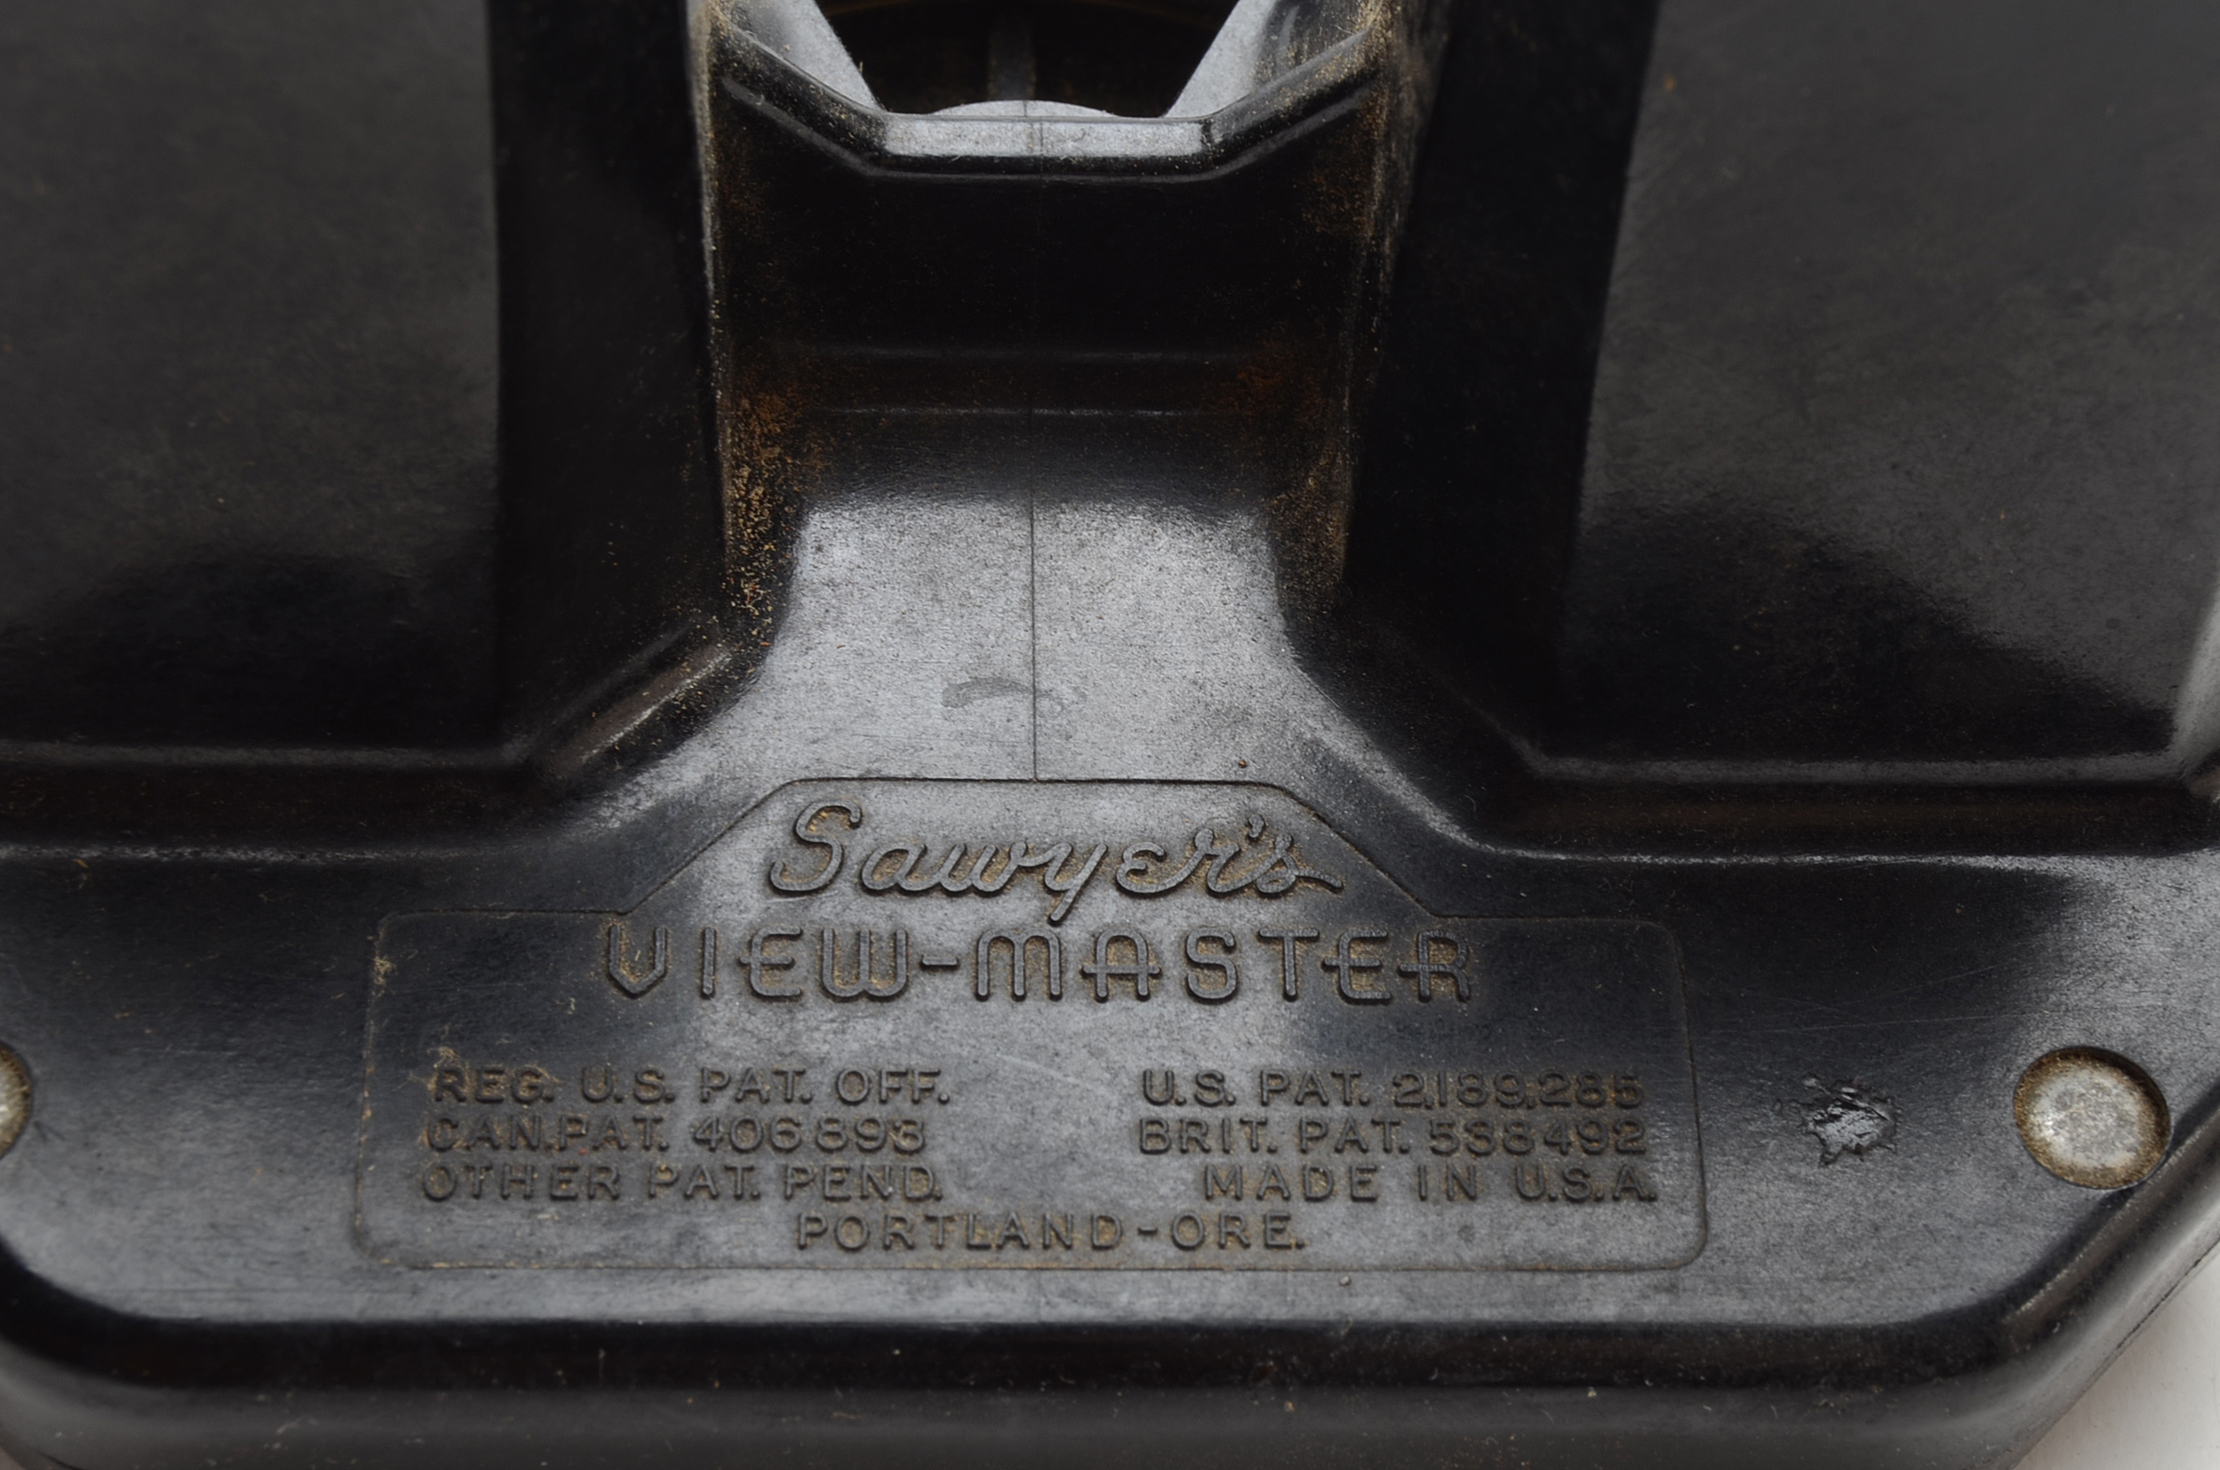 Sawyer's
VIEW-MASTER
REG. U.S. PAT. OFF.
CAN.PAT. 406893
OTHER PAT. PEND.
U.S. PAT. 2,189,285
BRIT. PAT. 538492
MADE IN U.S.A.
PORTLAND-ORE.